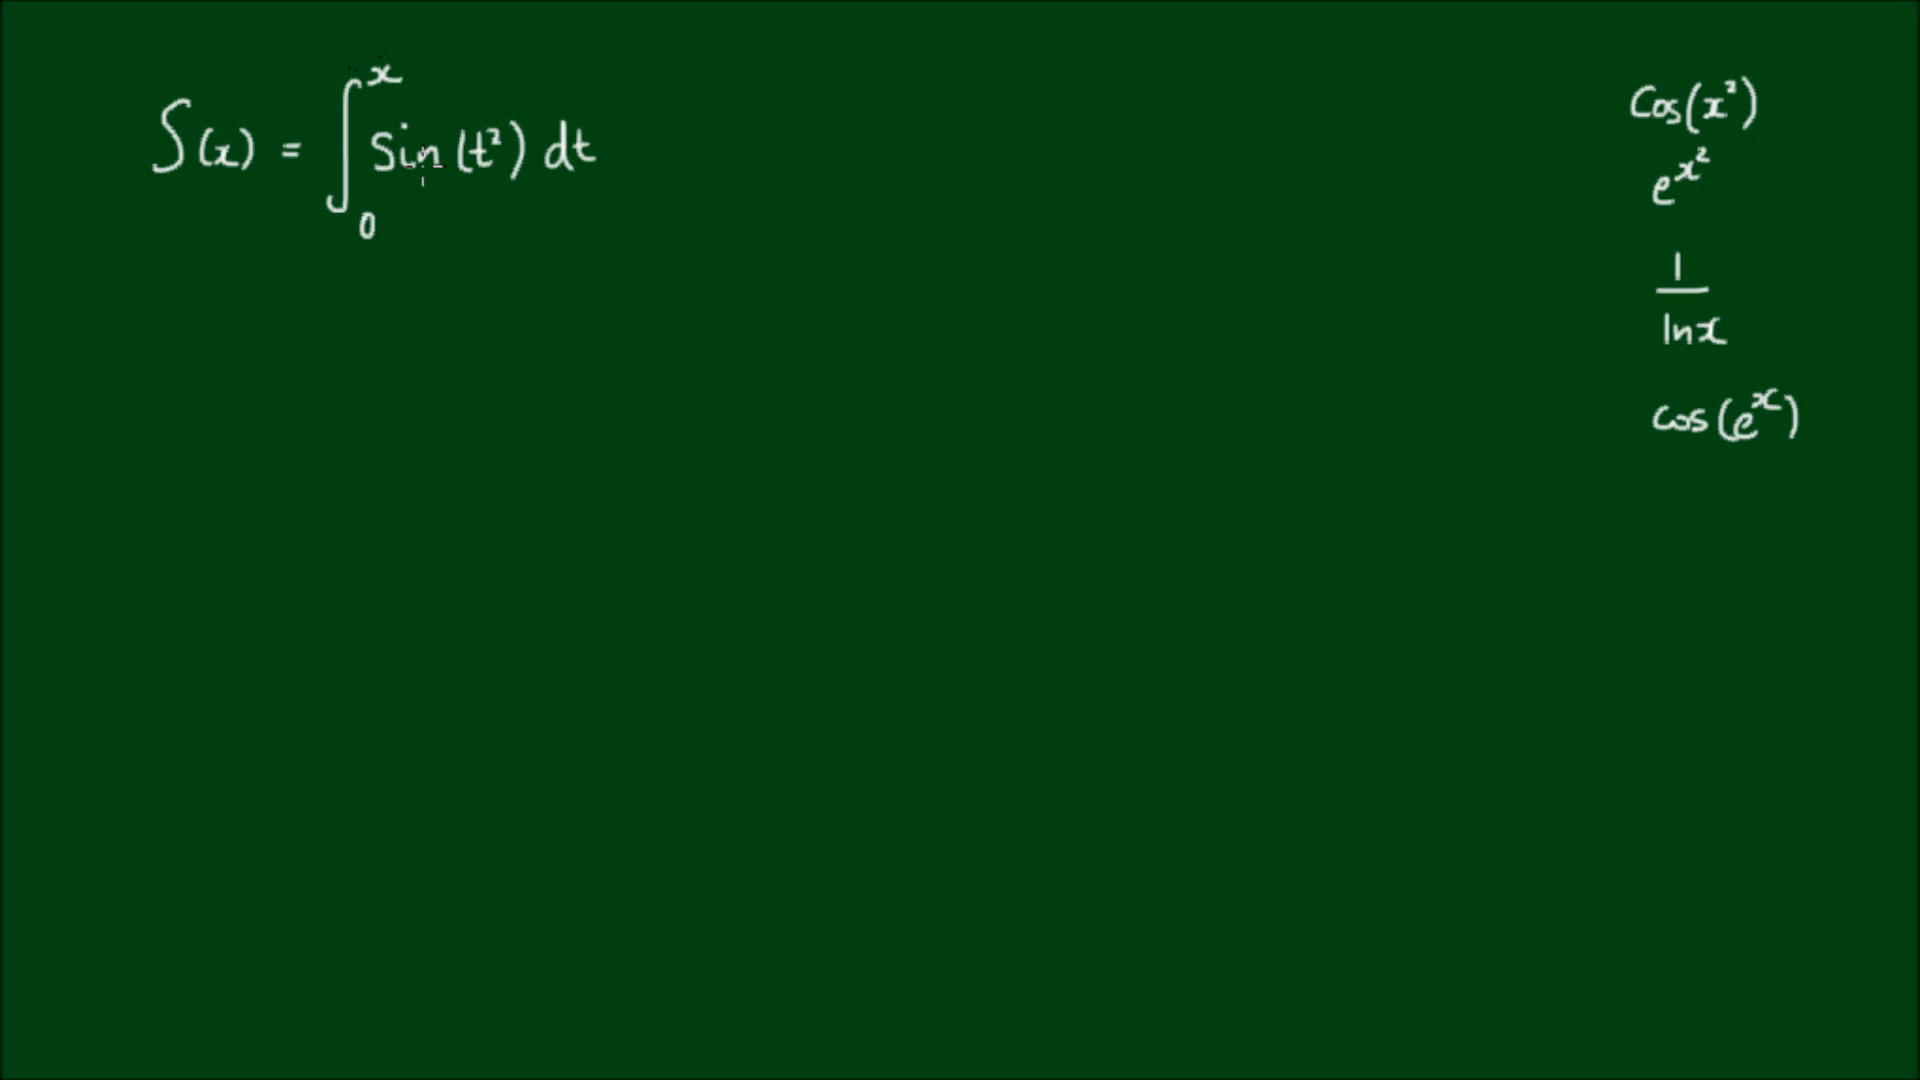 S(x) = ∫₀ˣ Sin(t²) dt
Cos(x²)
e^{x²}
1
lnx
cos(e^x)